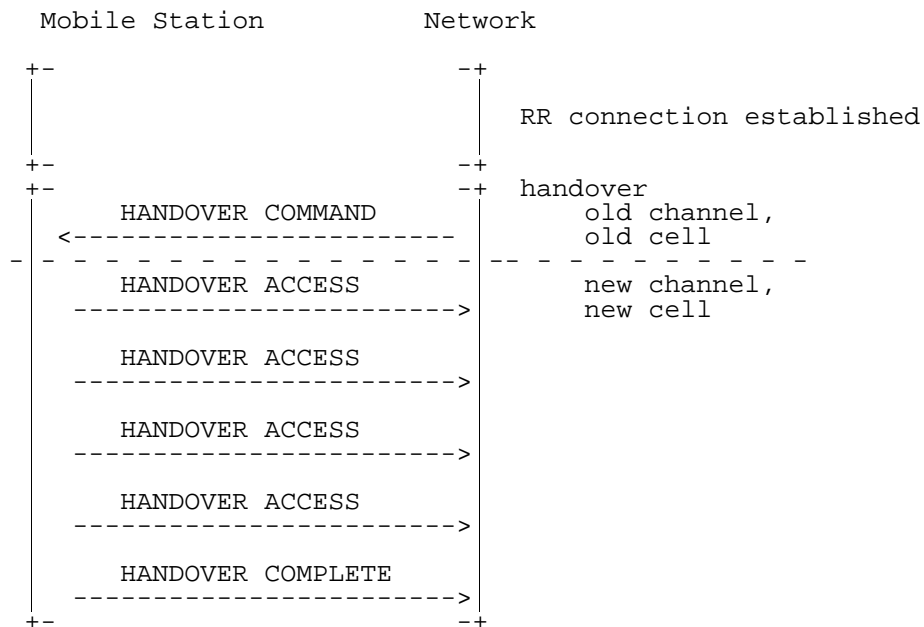 Mobile Station Network
RR connection established
handover
HANDOVER COMMAND old channel,
old cell
HANDOVER ACCESS new channel,
new cell
HANDOVER ACCESS
HANDOVER ACCESS
HANDOVER ACCESS
HANDOVER COMPLETE